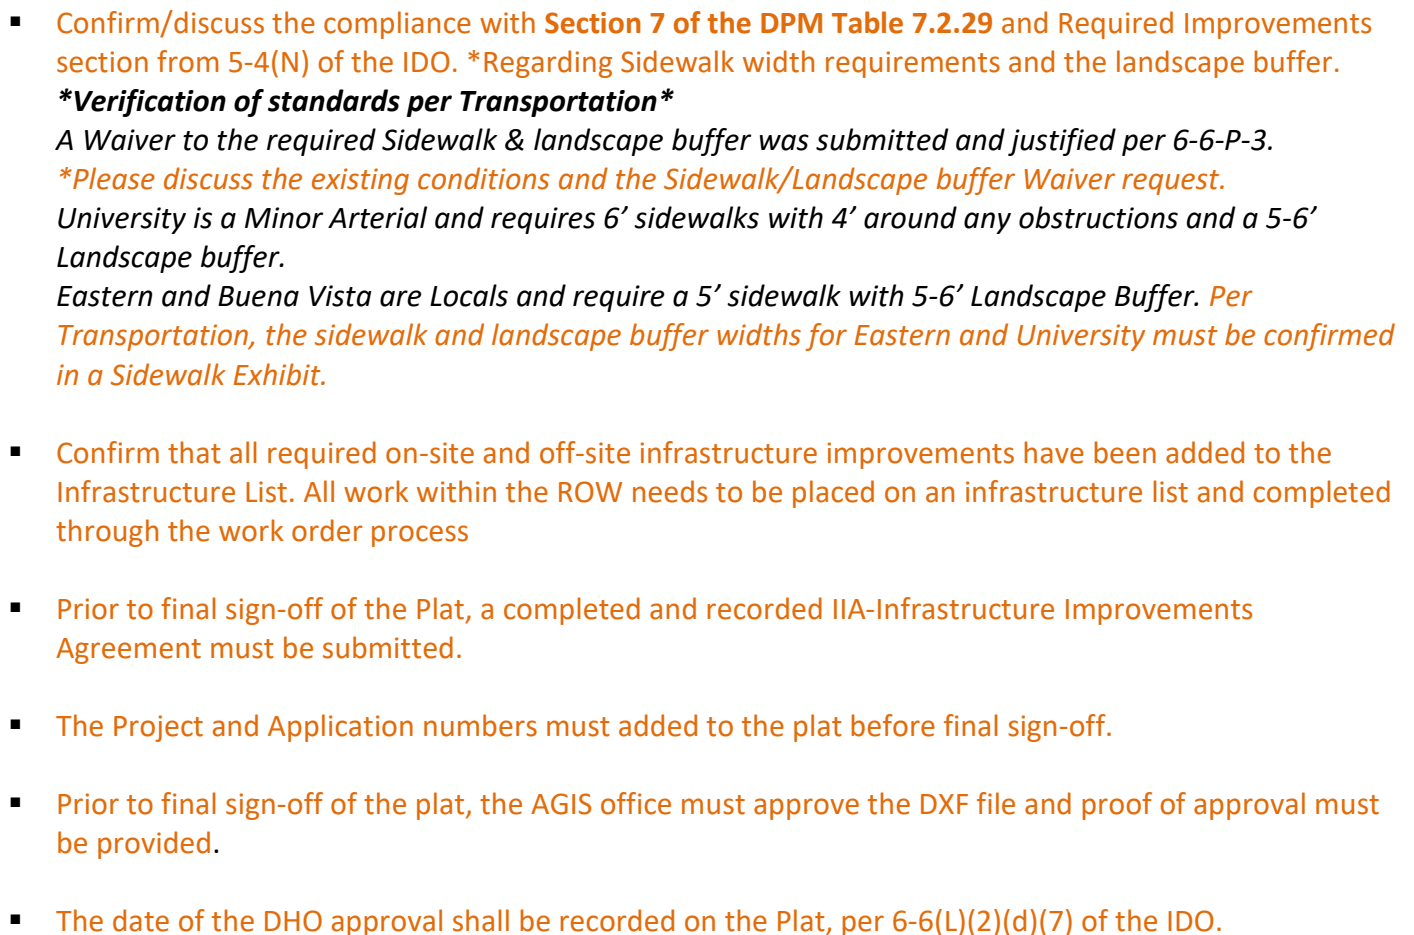 ▪ Confirm/discuss the compliance with Section 7 of the DPM Table 7.2.29 and Required Improvements
section from 5-4(N) of the IDO. *Regarding Sidewalk width requirements and the landscape buffer.
*Verification of standards per Transportation*
A Waiver to the required Sidewalk & landscape buffer was submitted and justified per 6-6-P-3.
*Please discuss the existing conditions and the Sidewalk/Landscape buffer Waiver request.
University is a Minor Arterial and requires 6’ sidewalks with 4’ around any obstructions and a 5-6’
Landscape buffer.
Eastern and Buena Vista are Locals and require a 5’ sidewalk with 5-6’ Landscape Buffer. Per
Transportation, the sidewalk and landscape buffer widths for Eastern and University must be confirmed
in a Sidewalk Exhibit.
▪ Confirm that all required on-site and off-site infrastructure improvements have been added to the
Infrastructure List. All work within the ROW needs to be placed on an infrastructure list and completed
through the work order process
▪ Prior to final sign-off of the Plat, a completed and recorded IIA-Infrastructure Improvements
Agreement must be submitted.
▪ The Project and Application numbers must added to the plat before final sign-off.
▪ Prior to final sign-off of the plat, the AGIS office must approve the DXF file and proof of approval must
be provided.
▪ The date of the DHO approval shall be recorded on the Plat, per 6-6(L)(2)(d)(7) of the IDO.